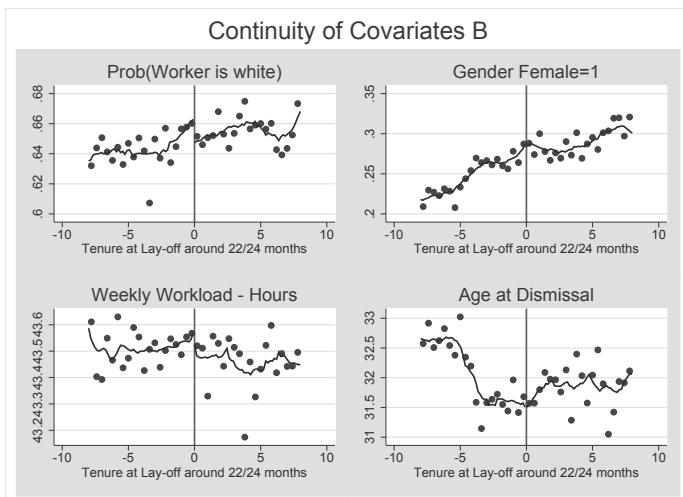 Continuity of Covariates B
Prob(Worker is white)
.68
.66
.64
.62
.6
-10 -5 0 5 10
Tenure at Lay-off around 22/24 months
Gender Female=1
.35
.3
.25
.2
-10 -5 0 5 10
Tenure at Lay-off around 22/24 months
Weekly Workload - Hours
43.6
43.5
43.4
43.3
43.2
-10 -5 0 5 10
Tenure at Lay-off around 22/24 months
Age at Dismissal
33
32.5
32
31.5
31
-10 -5 0 5 10
Tenure at Lay-off around 22/24 months